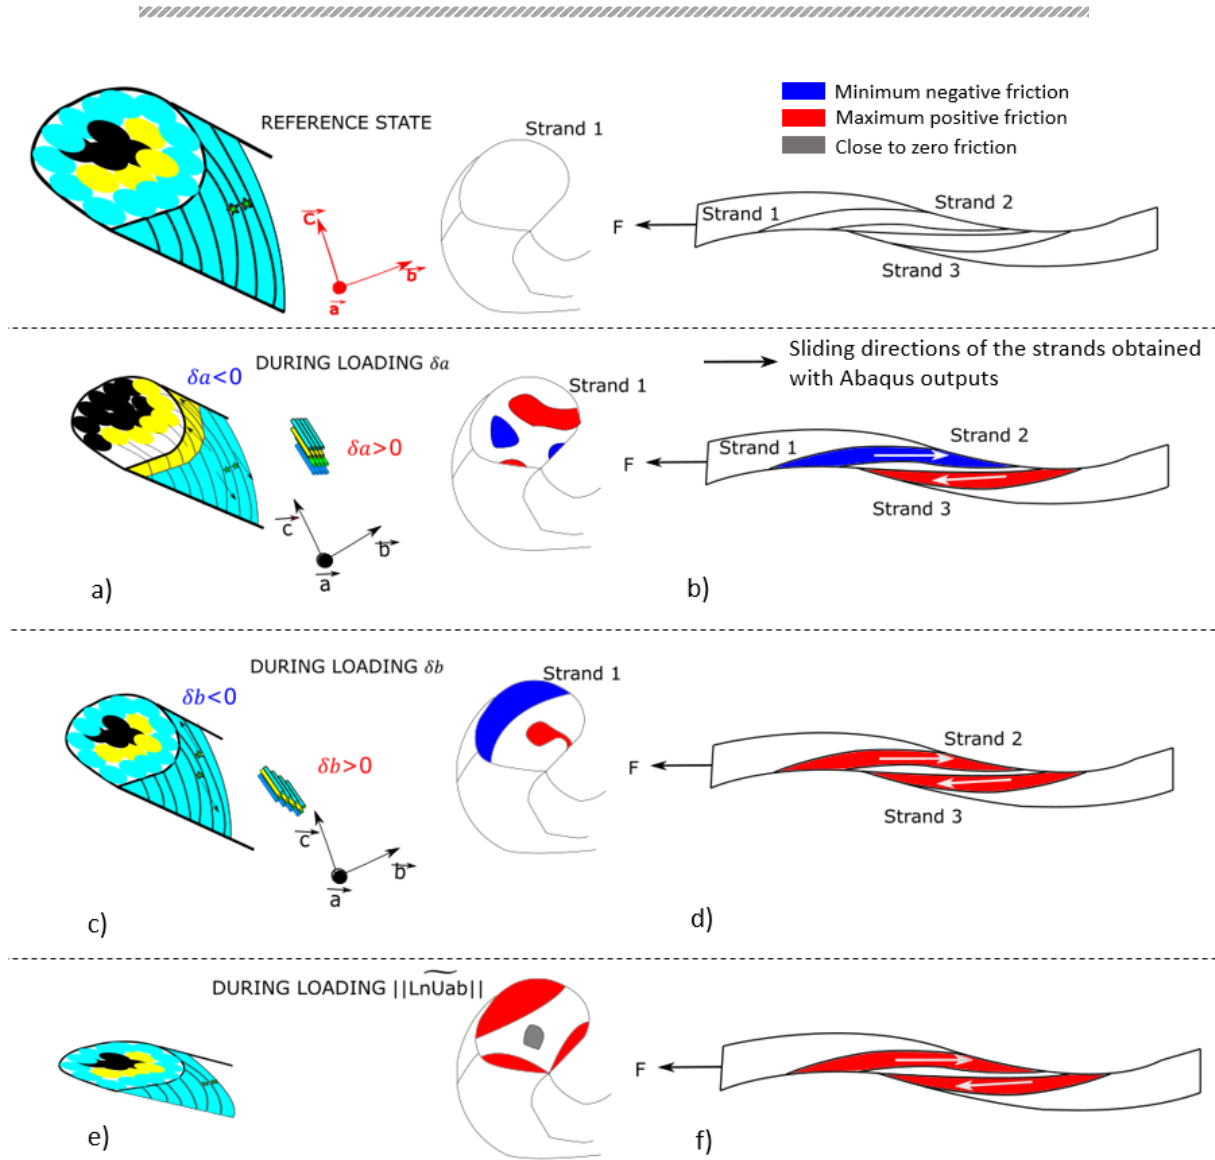 REFERENCE STATE
Strand 1
Minimum negative friction
Maximum positive friction
Close to zero friction
c
b
a
F
Strand 1
Strand 2
Strand 3
DURING LOADING δa
δa<0
δa>0
c
b
a
a)
Strand 1
Sliding directions of the strands obtained
with Abaqus outputs
F
Strand 1
Strand 2
Strand 3
b)
DURING LOADING δb
δb<0
δb>0
c
b
a
c)
Strand 1
F
Strand 2
Strand 3
d)
DURING LOADING ||LnUab||
e)
F
f)